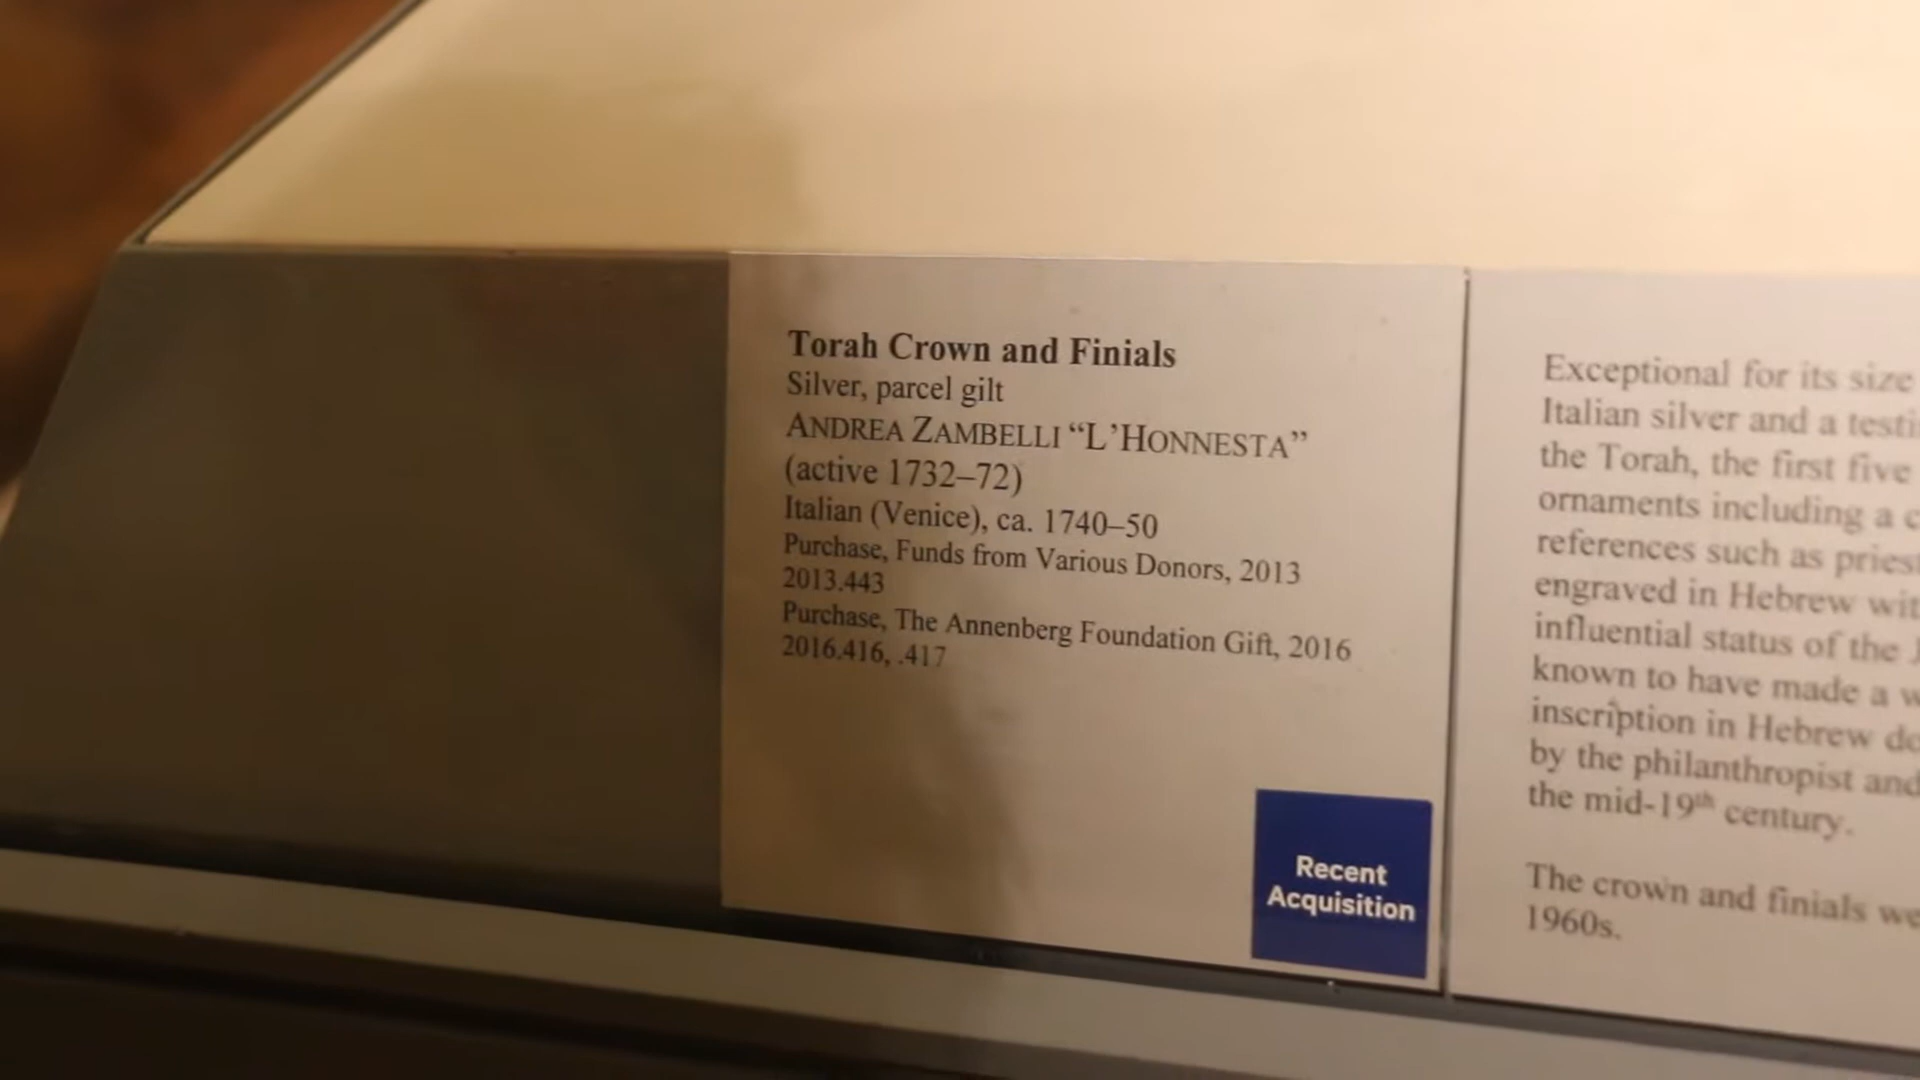 Torah Crown and Finials
Silver, parcel gilt
ANDREA ZAMBELLI “L’HONNESTA”
(active 1732–72)
Italian (Venice), ca. 1740–50
Purchase, Funds from Various Donors, 2013
2013.443
Purchase, The Annenberg Foundation Gift, 2016
2016.416, .417
Recent
Acquisition
Exceptional for its size
Italian silver and a
the Torah, the first five
ornaments including a
references such as
engraved in Hebrew
influential status of the
known to have made a
inscription in Hebrew
by the philanthropist and
the mid-19th century.
The crown and finials
1960s.